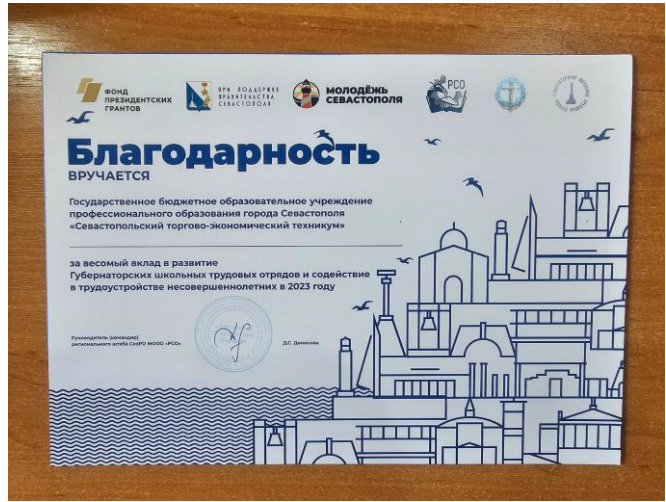 ФОНД
ПРЕЗИДЕНТСКИХ
ГРАНТОВ
ПРИ ПОДДЕРЖКЕ
ПРАВИТЕЛЬСТВА
СЕВАСТОПОЛЯ
МОЛОДЁЖЬ
СЕВАСТОПОЛЯ
РСО
Благодарность
ВРУЧАЕТСЯ
Государственное бюджетное образовательное учреждение
профессионального образования города Севастополя
«Севастопольский торгово-экономический техникум»
за весомый вклад в развитие
Губернаторских школьных трудовых отрядов и содействие
в трудоустройстве несовершеннолетних в 2023 году
Руководитель (командир)
регионального штаба СевРО МООО «РСО»
Д.С. Денисова